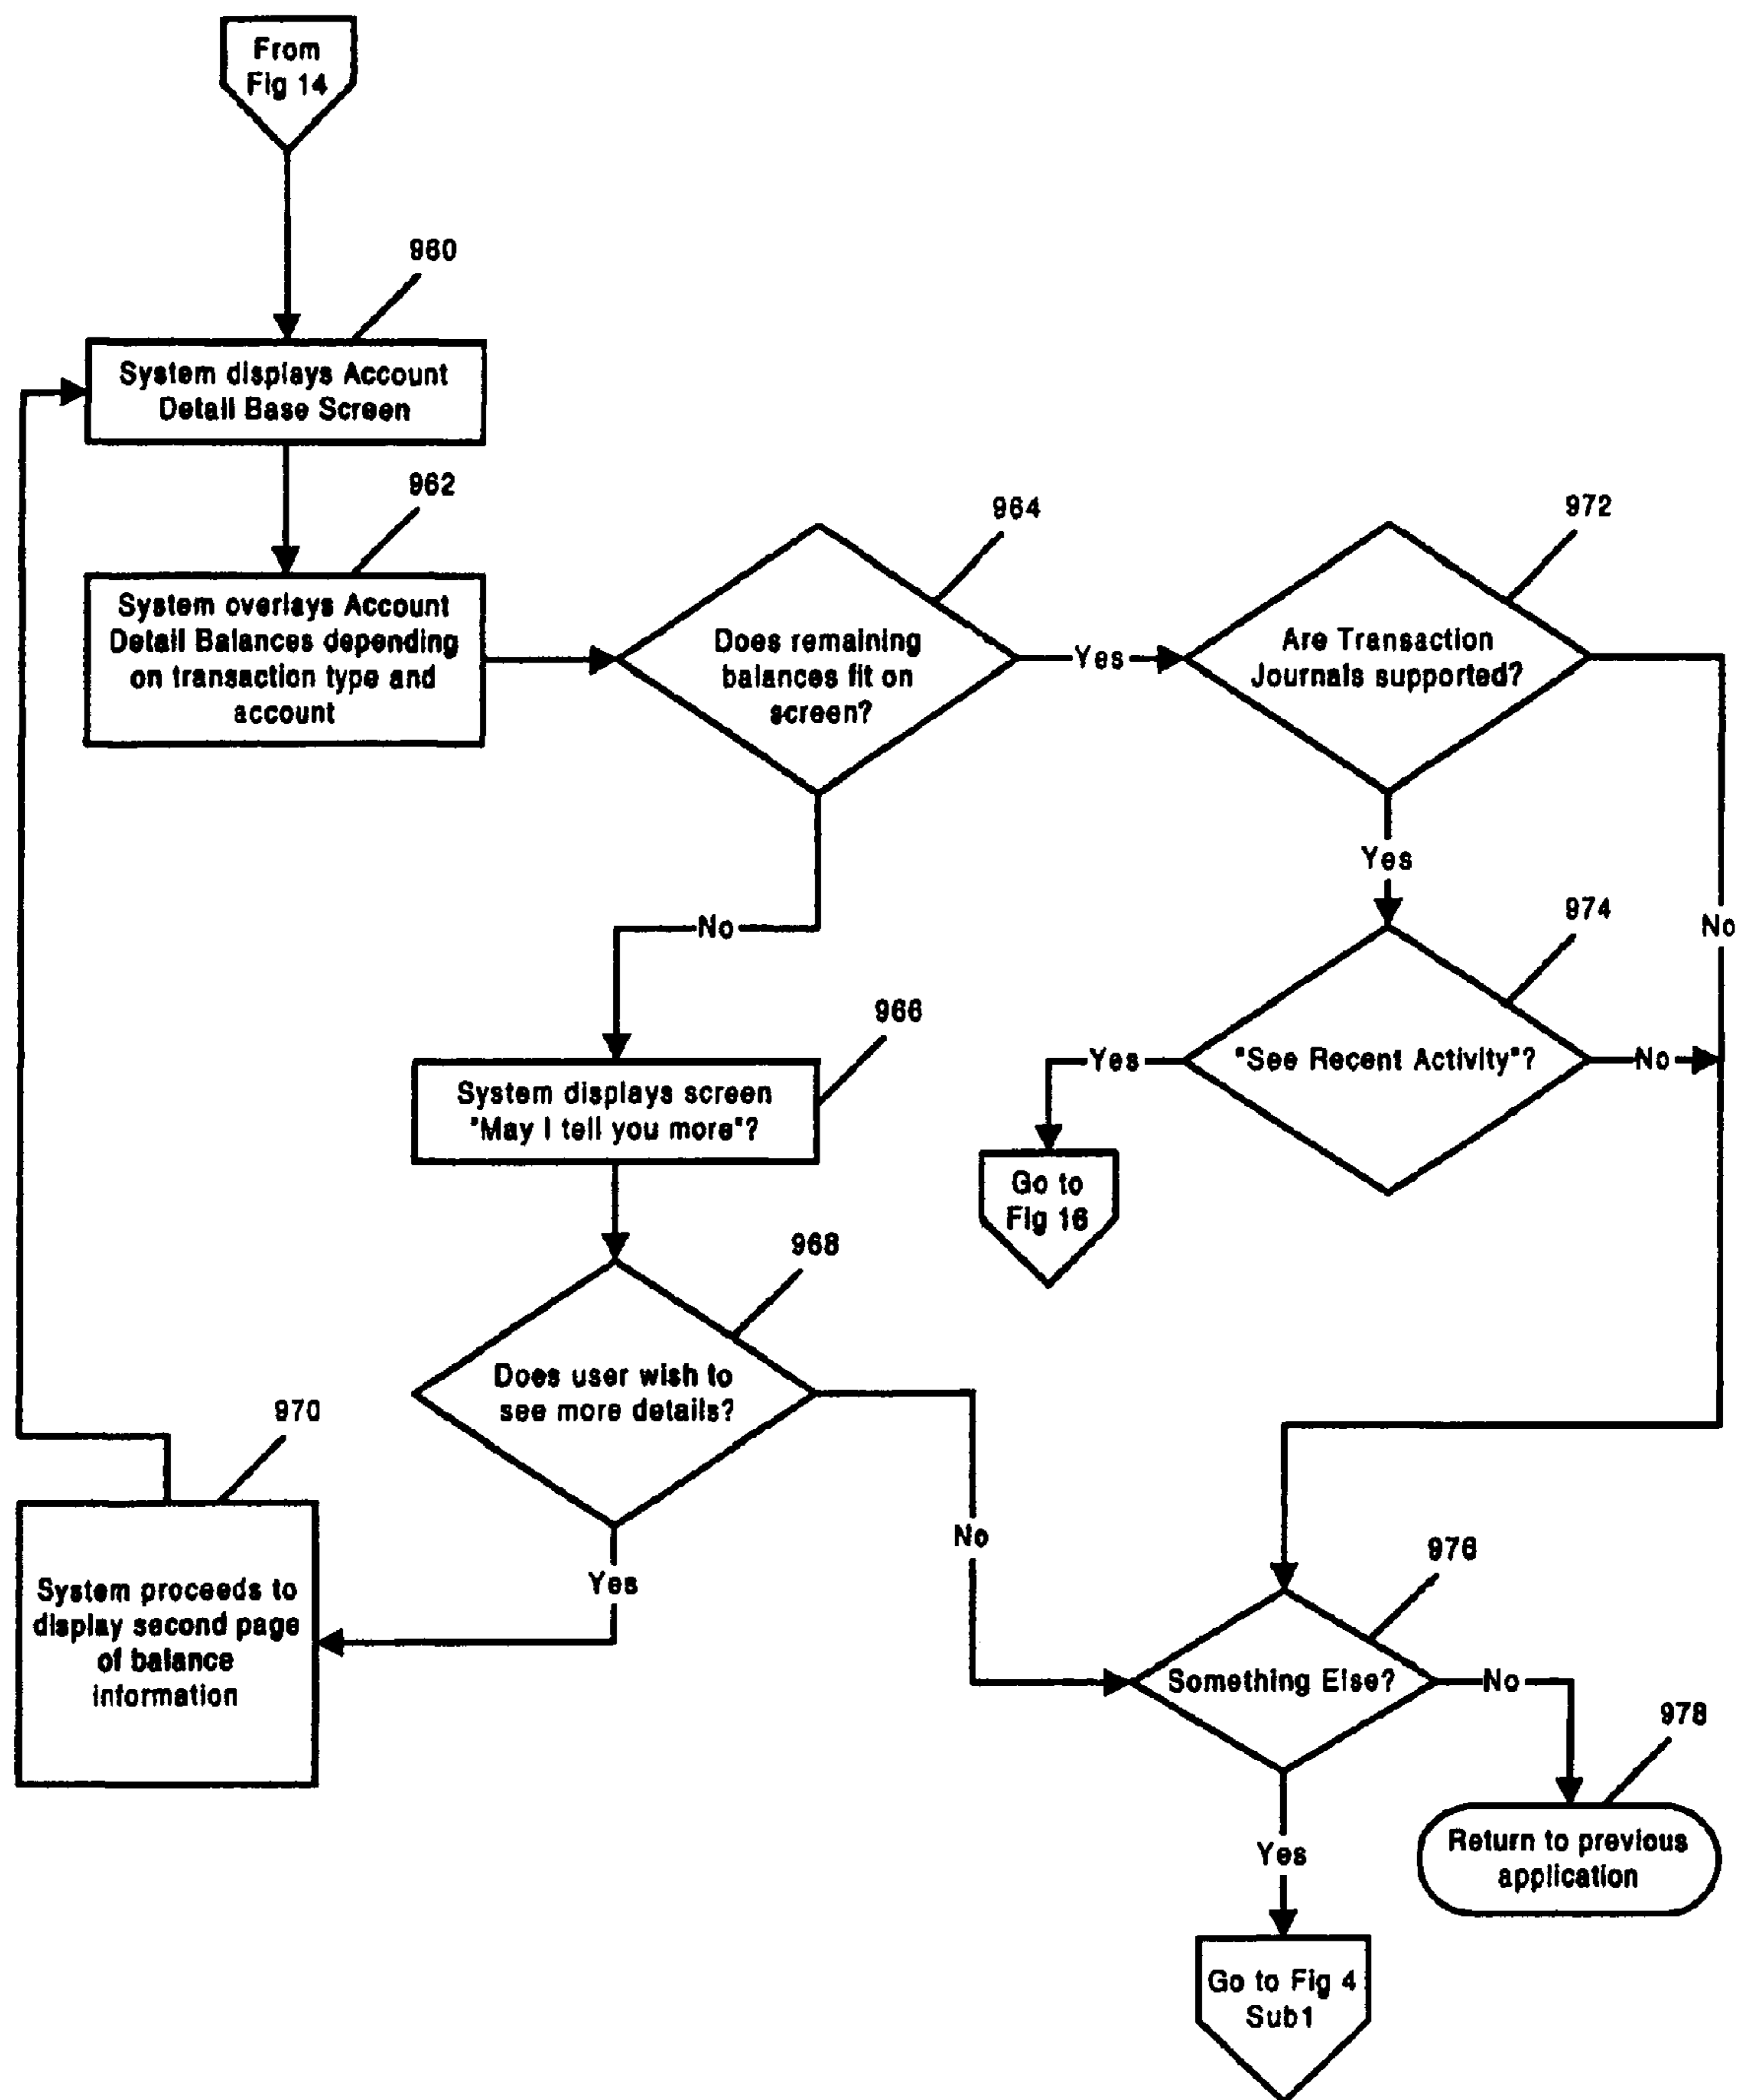 From
Fig 14
960
System displays Account
Detail Base Screen
962
System overlays Account
Detail Balances depending
on transaction type and
account
964
Does remaining
balances fit on
screen?
Yes
972
Are Transaction
Journals supported?
Yes
No
No
974
"See Recent Activity"?
Yes
No
Go to
Fig 16
966
System displays screen
"May I tell you more"?
968
Does user wish to
see more details?
970
System proceeds to
display second page
of balance
information
Yes
No
976
Something Else?
No
978
Return to previous
application
Yes
Go to Fig 4
Sub1